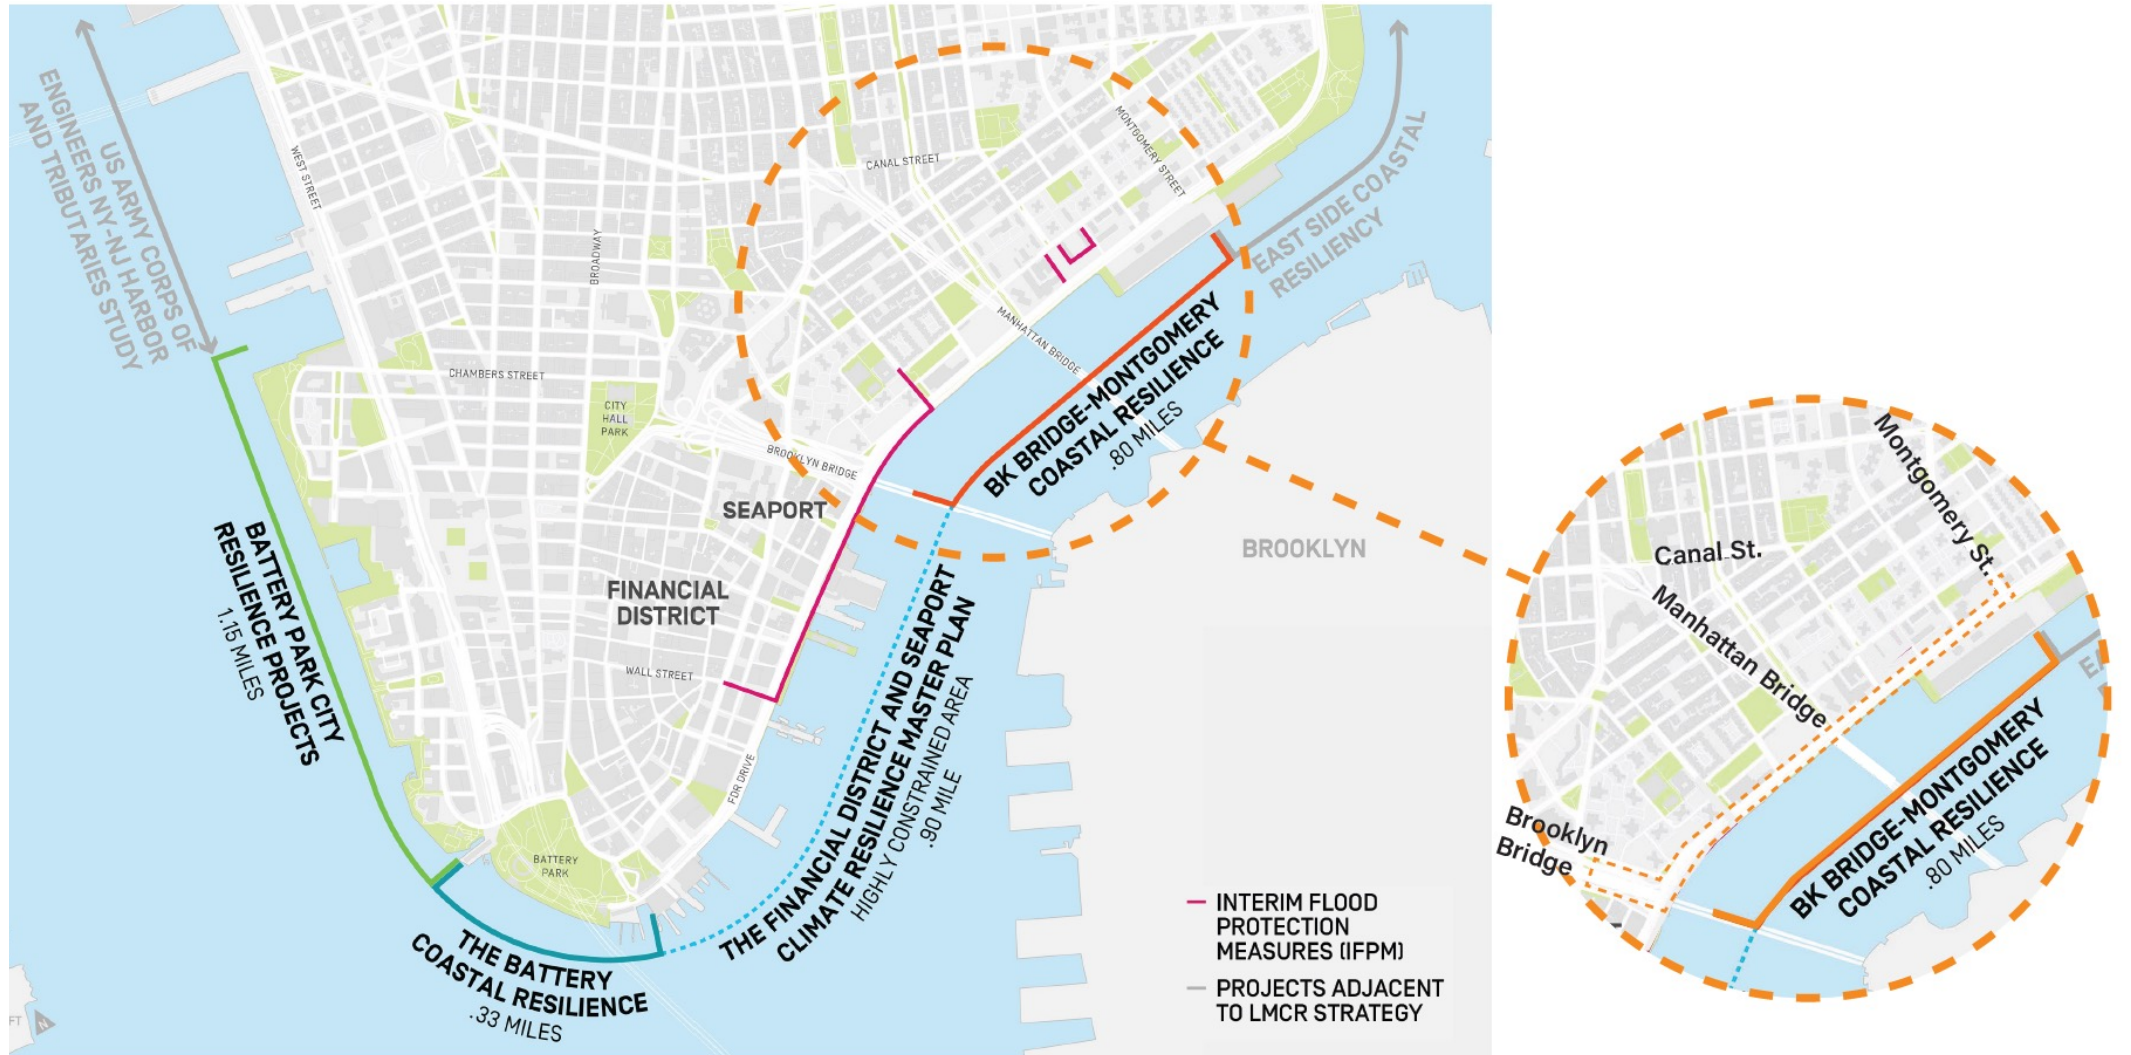 US ARMY CORPS OF
ENGINEERS NY-NJ HARBOR
AND TRIBUTARIES STUDY
WEST STREET
BROADWAY
CANAL STREET
MONTGOMERY STREET
EAST SIDE COASTAL
RESILIENCY
MANHATTAN BRIDGE
CHAMBERS STREET
CITY
HALL
PARK
BROOKLYN BRIDGE
BK BRIDGE-MONTGOMERY
COASTAL RESILIENCE
.80 MILES
SEAPORT
BROOKLYN
FINANCIAL
DISTRICT
WALL STREET
FDR DRIVE
BATTERY PARK CITY
RESILIENCE PROJECTS
1.15 MILES
BATTERY
PARK
THE FINANCIAL DISTRICT AND SEAPORT
CLIMATE RESILIENCE MASTER PLAN
HIGHLY CONSTRAINED AREA
.90 MILE
THE BATTERY
COASTAL RESILIENCE
.33 MILES
INTERIM FLOOD
PROTECTION
MEASURES (IFPM)
PROJECTS ADJACENT
TO LMCR STRATEGY
FT
N
Montgomery St.
Canal St.
Manhattan Bridge
Brooklyn
Bridge
EA
BK BRIDGE-MONTGOMERY
COASTAL RESILIENCE
.80 MILES